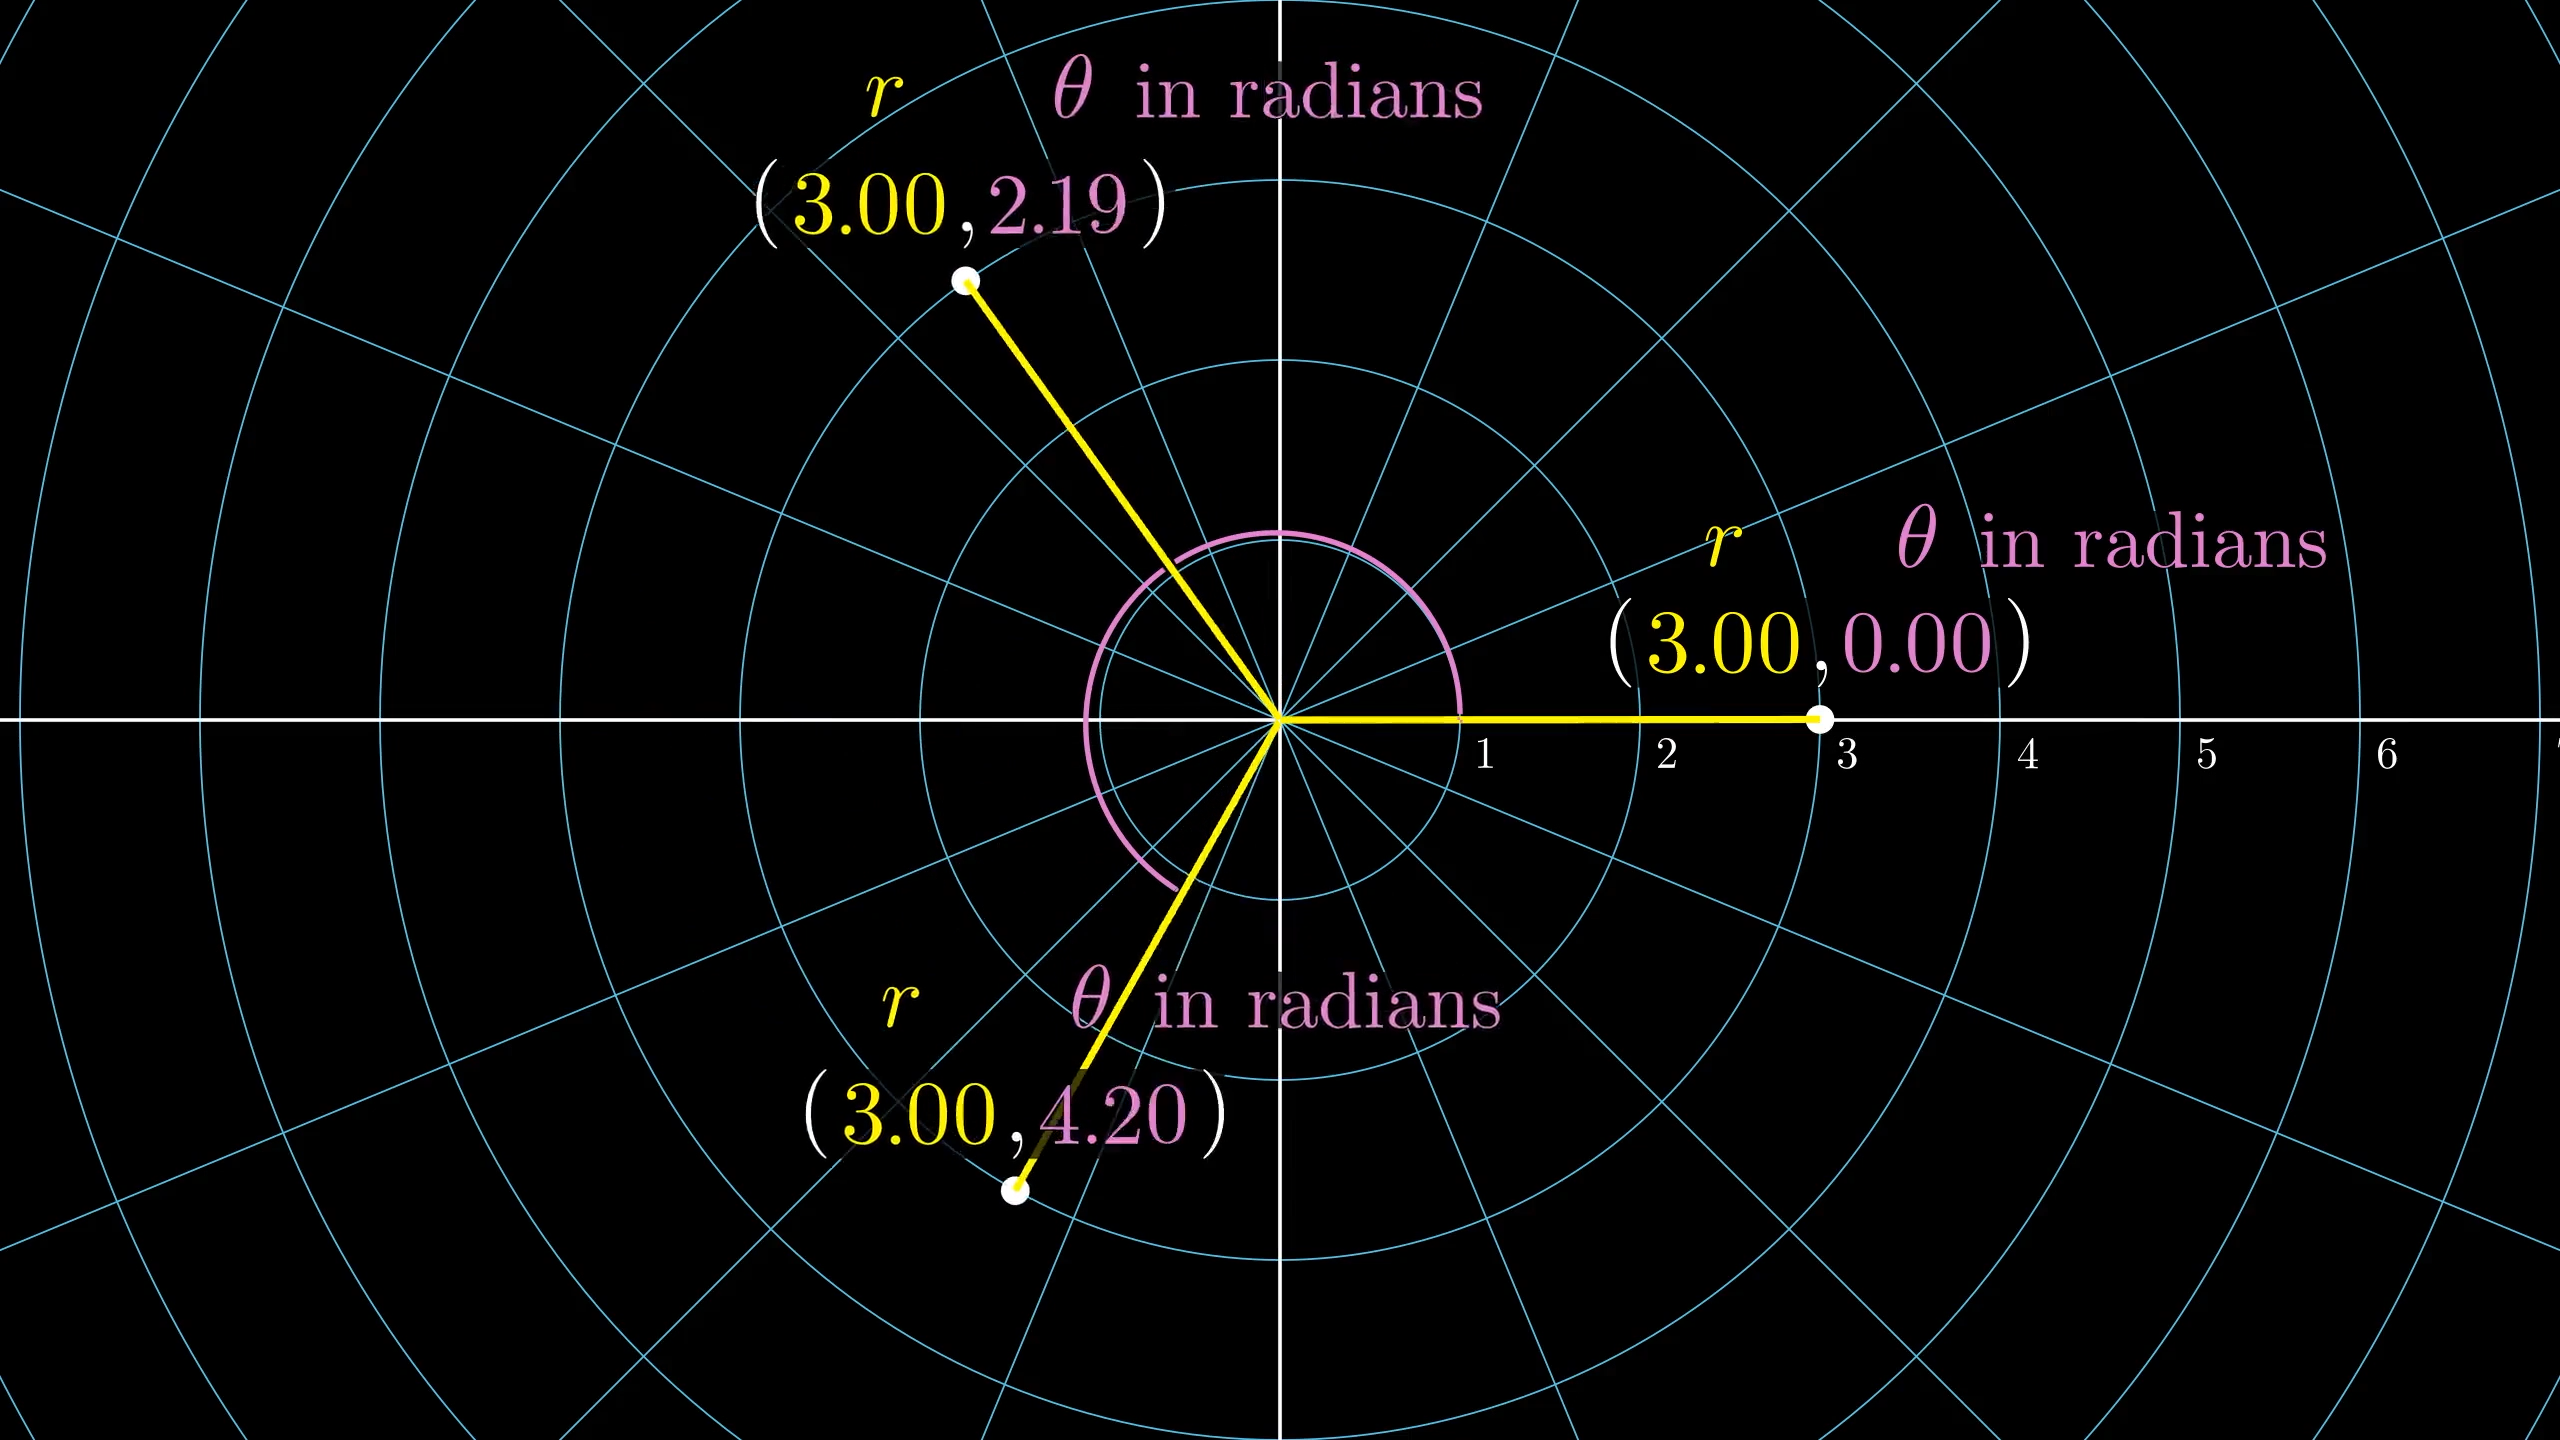 r θ in radians
(3.00,2.19)
r θ in radians
(3.00,0.00)
1 2 3 4 5 6
r θ in radians
(3.00,4.20)